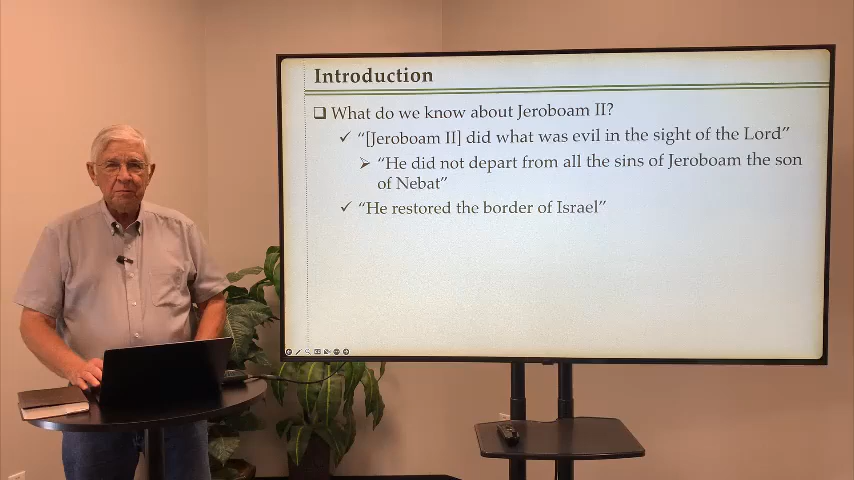 Introduction
What do we know about Jeroboam II?
“[Jeroboam II] did what was evil in the sight of the Lord”
“He did not depart from all the sins of Jeroboam the son
of Nebat”
“He restored the border of Israel”